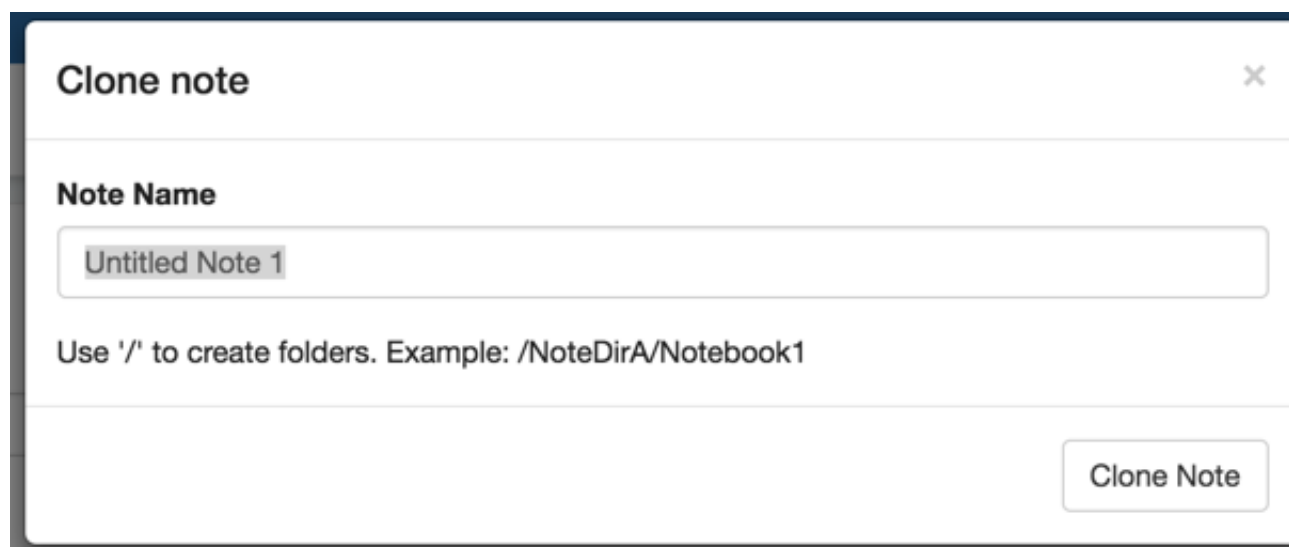 Clone note
×
Note Name
Untitled Note 1
Use '/' to create folders. Example: /NoteDirA/Notebook1
Clone Note